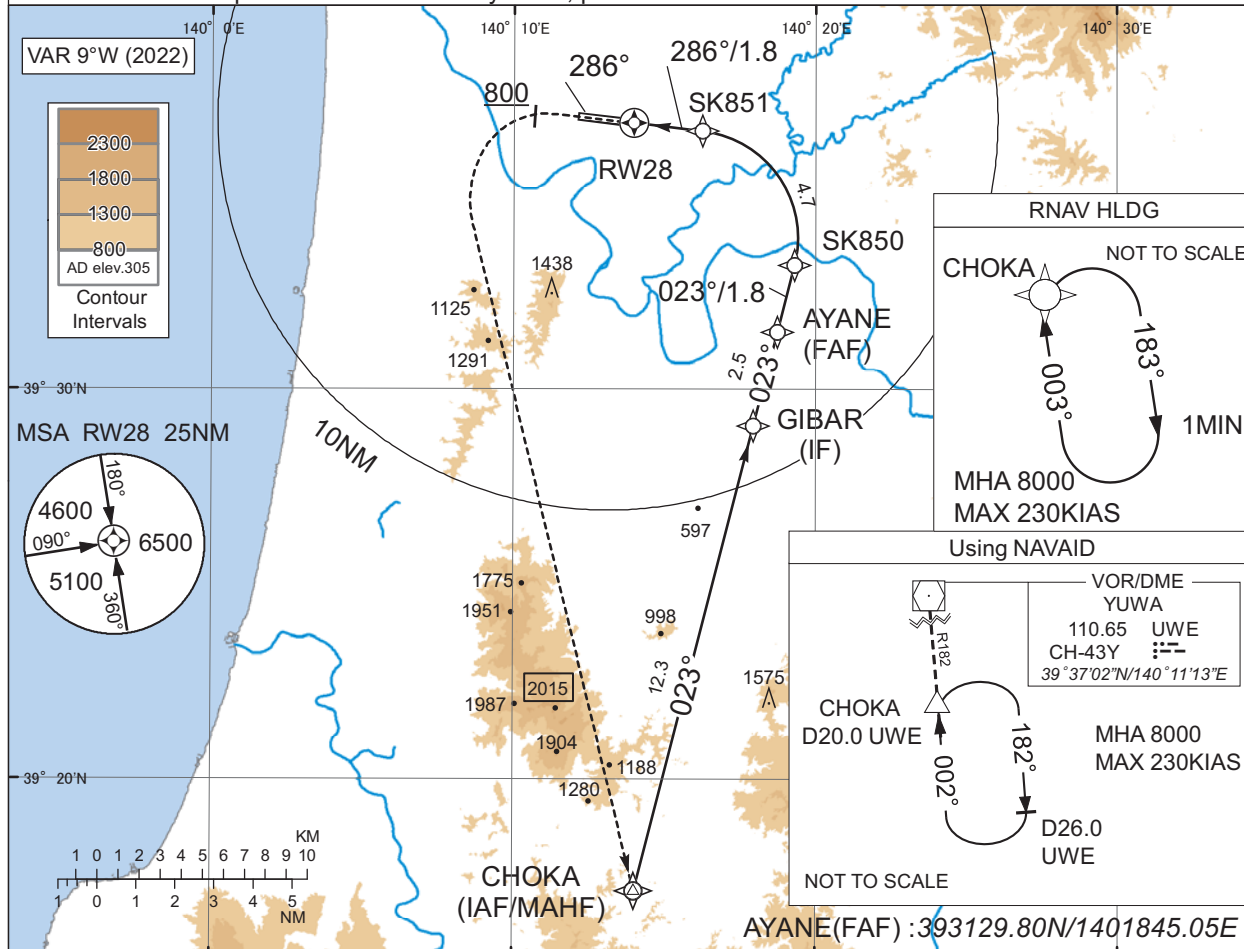 140° 0'E
140° 10'E
140° 20'E
140° 30'E
VAR 9°W (2022)
2300
1800
1300
800
AD elev.305
Contour
Intervals
800
286°
286°/1.8
SK851
RW28
4.7
SK850
023°/1.8
AYANE
(FAF)
2.5
023°
GIBAR
(IF)
1438
1125
1291
39° 30'N
10NM
MSA RW28 25NM
180°
4600
090°
6500
5100
360°
597
1775
1951
998
12.3
023°
1575
2015
1987
1904
1188
1280
39° 20'N
KM
1 0 1 2 3 4 5 6 7 8 9 10
1 0 1 2 3 4 5
NM
CHOKA
(IAF/MAHF)
RNAV HLDG
NOT TO SCALE
CHOKA
183°
003°
1MIN
MHA 8000
MAX 230KIAS
Using NAVAID
VOR/DME
YUWA
110.65 UWE
CH-43Y
39°37'02"N/140°11'13"E
R182
CHOKA
D20.0 UWE
182°
002°
MHA 8000
MAX 230KIAS
D26.0
UWE
NOT TO SCALE
AYANE(FAF) :393129.80N/1401845.05E